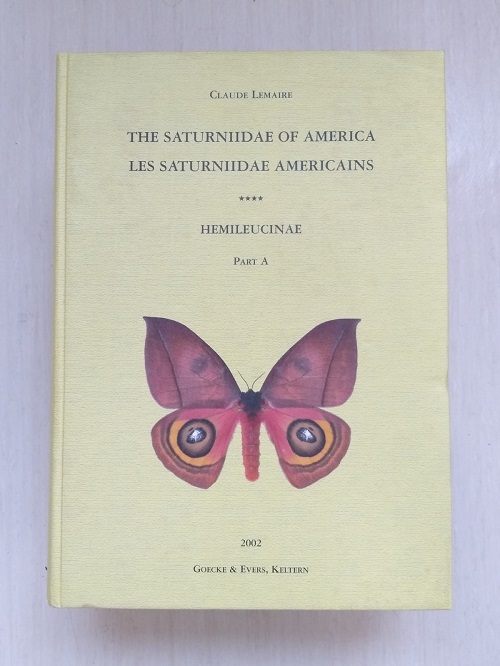 CLAUDE LEMAIRE
THE SATURNIIDAE OF AMERICA
LES SATURNIIDAE AMERICAINS
★★★★
HEMILEUCINAE
PART A
2002
GOECKE & EVERS, KELTERN